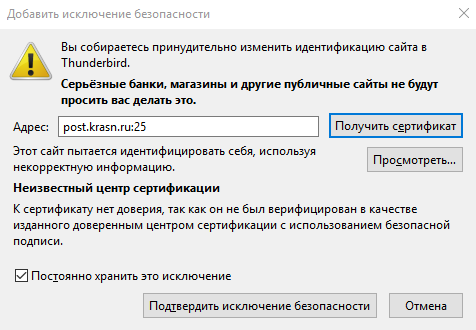 Добавить исключение безопасности
Вы собираетесь принудительно изменить идентификацию сайта в
Thunderbird.
Серьёзные банки, магазины и другие публичные сайты не будут
просить вас делать это.
Адрес: post.krasn.ru:25 Получить сертификат
Этот сайт пытается идентифицировать себя, используя
некорректную информацию.
Просмотреть...
Неизвестный центр сертификации
К сертификату нет доверия, так как он не был верифицирован в качестве
изданного доверенным центром сертификации с использованием безопасной
подписи.
Постоянно хранить это исключение
Подтвердить исключение безопасности Отмена